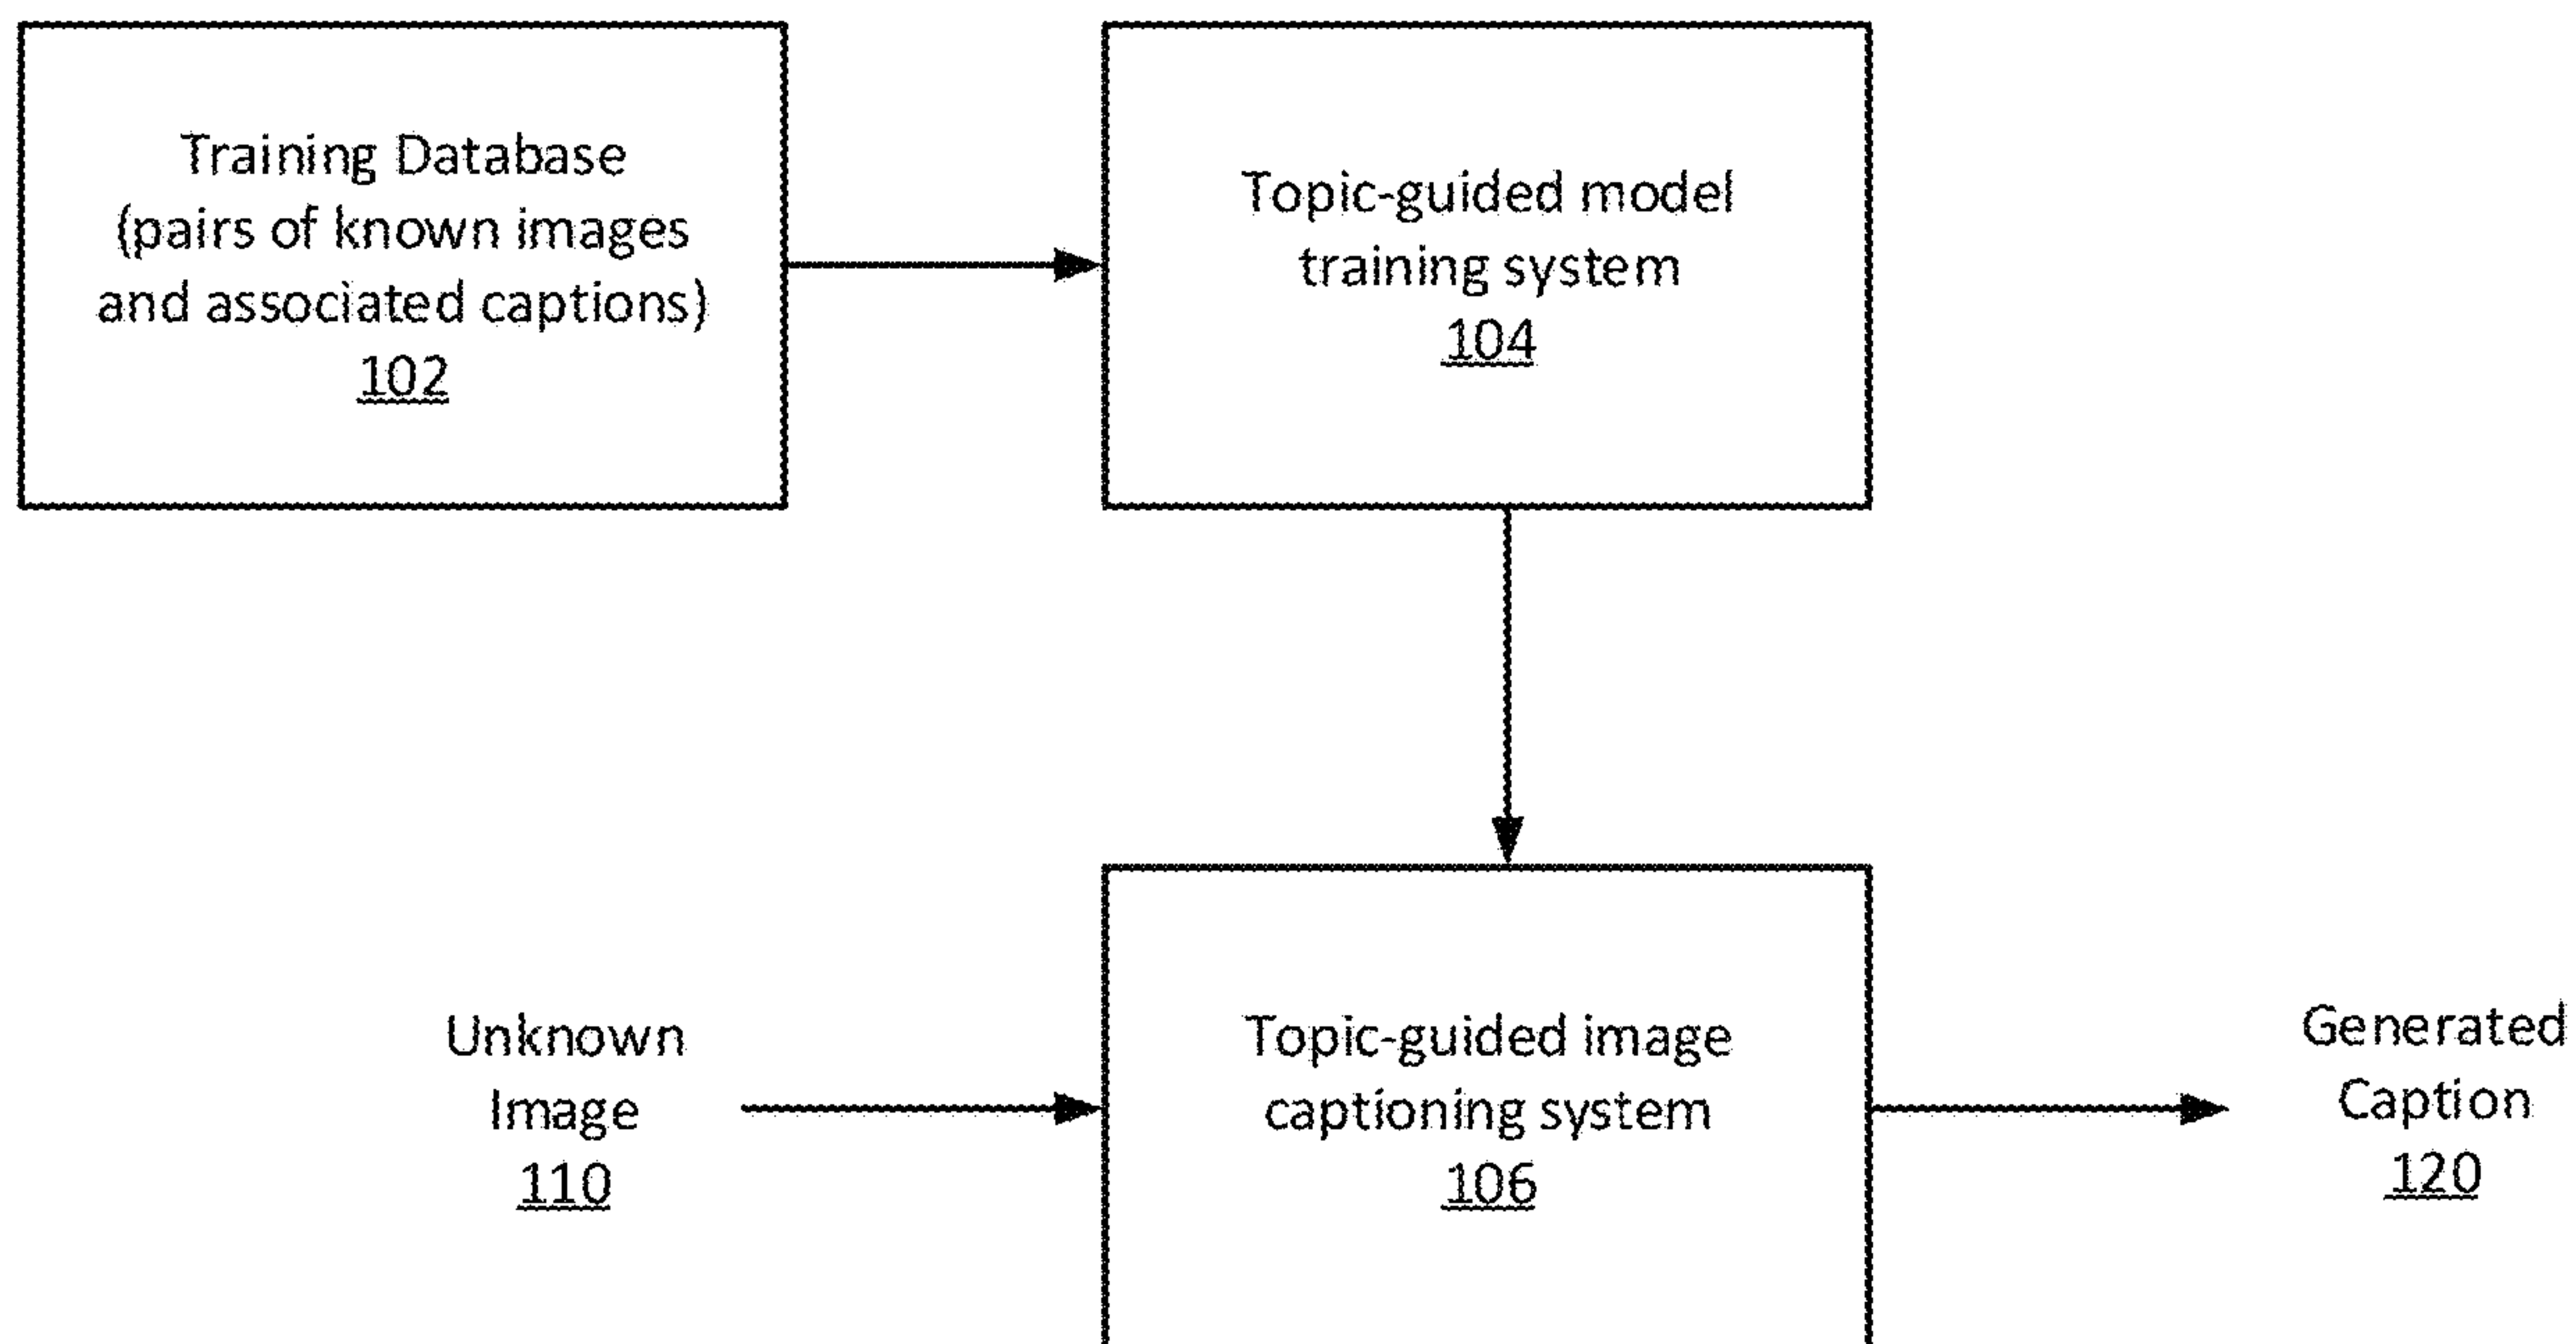 Training Database
(pairs of known images
and associated captions)
102
Topic-guided model
training system
104
Unknown
Image
110
Topic-guided image
captioning system
106
Generated
Caption
120